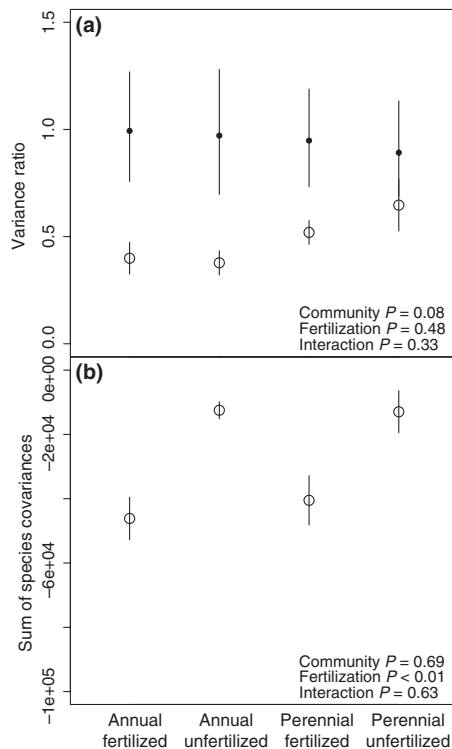 (a)
1.5
1.0
0.5
0.0
Variance ratio
Community P = 0.08
Fertilization P = 0.48
Interaction P = 0.33
(b)
0e+00
−2e+04
−6e+04
−1e+05
Sum of species covariances
Community P = 0.69
Fertilization P < 0.01
Interaction P = 0.63
Annual fertilized
Annual unfertilized
Perennial fertilized
Perennial unfertilized